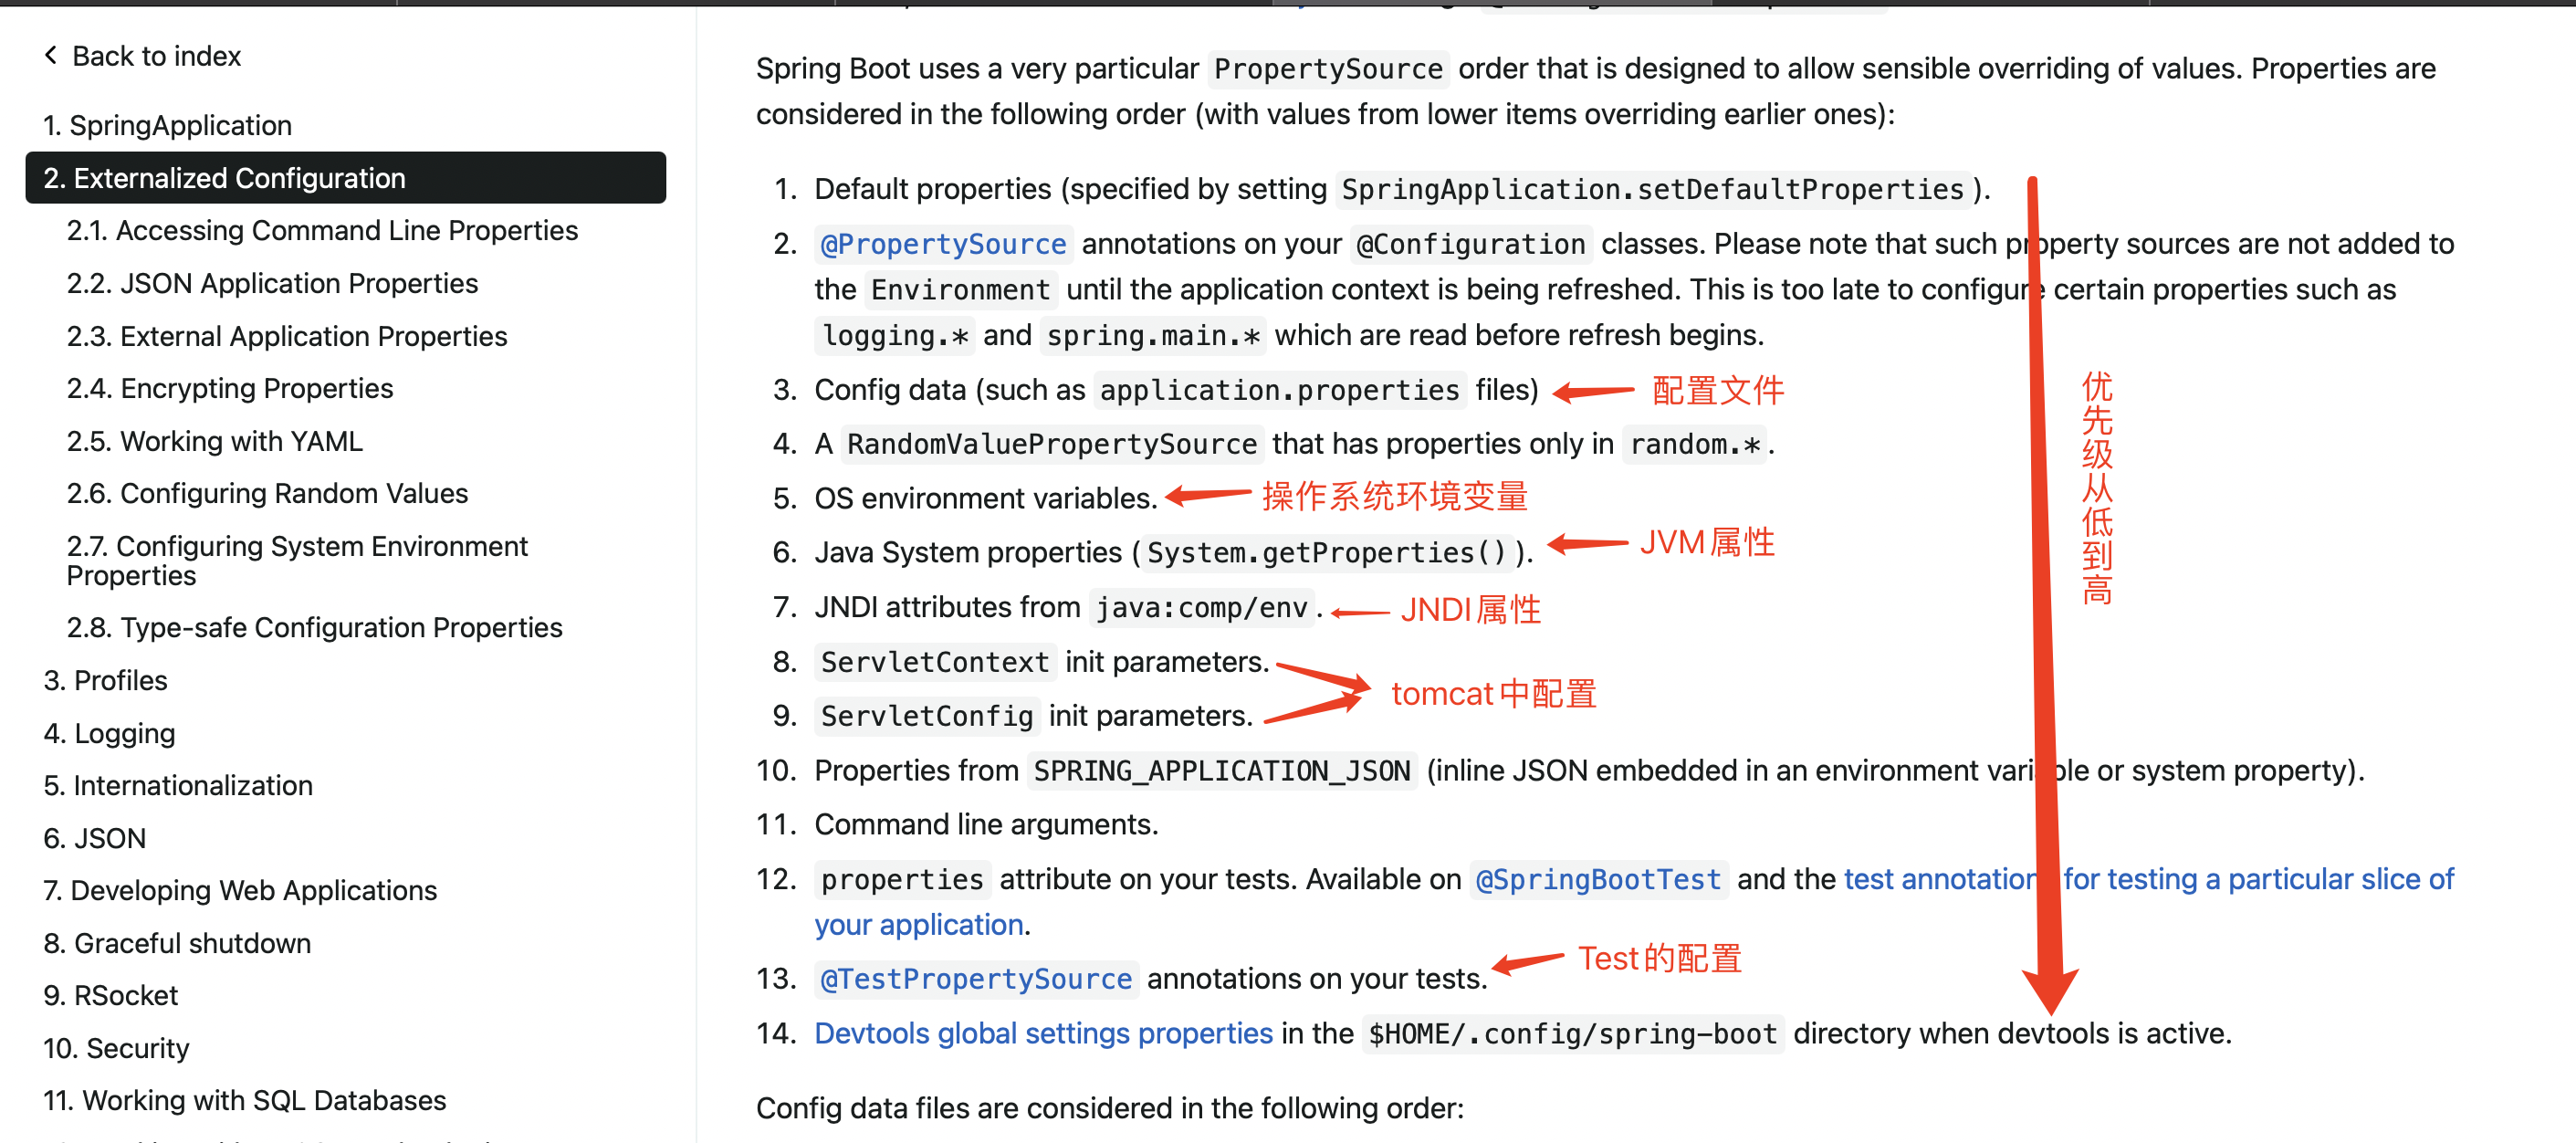 Back to index
1. SpringApplication
2. Externalized Configuration
2.1. Accessing Command Line Properties
2.2. JSON Application Properties
2.3. External Application Properties
2.4. Encrypting Properties
2.5. Working with YAML
2.6. Configuring Random Values
2.7. Configuring System Environment
Properties
2.8. Type-safe Configuration Properties
3. Profiles
4. Logging
5. Internationalization
6. JSON
7. Developing Web Applications
8. Graceful shutdown
9. RSocket
10. Security
11. Working with SQL Databases
Spring Boot uses a very particular PropertySource order that is designed to allow sensible overriding of values. Properties are
considered in the following order (with values from lower items overriding earlier ones):
1. Default properties (specified by setting SpringApplication.setDefaultProperties).
2. @PropertySource annotations on your @Configuration classes. Please note that such property sources are not added to
the Environment until the application context is being refreshed. This is too late to configure certain properties such as
logging.* and spring.main.* which are read before refresh begins.
3. Config data (such as application.properties files) 配置文件
4. A RandomValuePropertySource that has properties only in random.*.
5. OS environment variables. 操作系统环境变量
6. Java System properties (System.getProperties()). JVM属性
7. JNDI attributes from java:comp/env. JNDI属性
8. ServletContext init parameters.
tomcat中配置
9. ServletConfig init parameters.
10. Properties from SPRING_APPLICATION_JSON (inline JSON embedded in an environment variable or system property).
11. Command line arguments.
12. properties attribute on your tests. Available on @SpringBootTest and the test annotations for testing a particular slice of
your application.
Test的配置
13. @TestPropertySource annotations on your tests.
14. Devtools global settings properties in the $HOME/.config/spring-boot directory when devtools is active.
Config data files are considered in the following order:
优先级从低到高